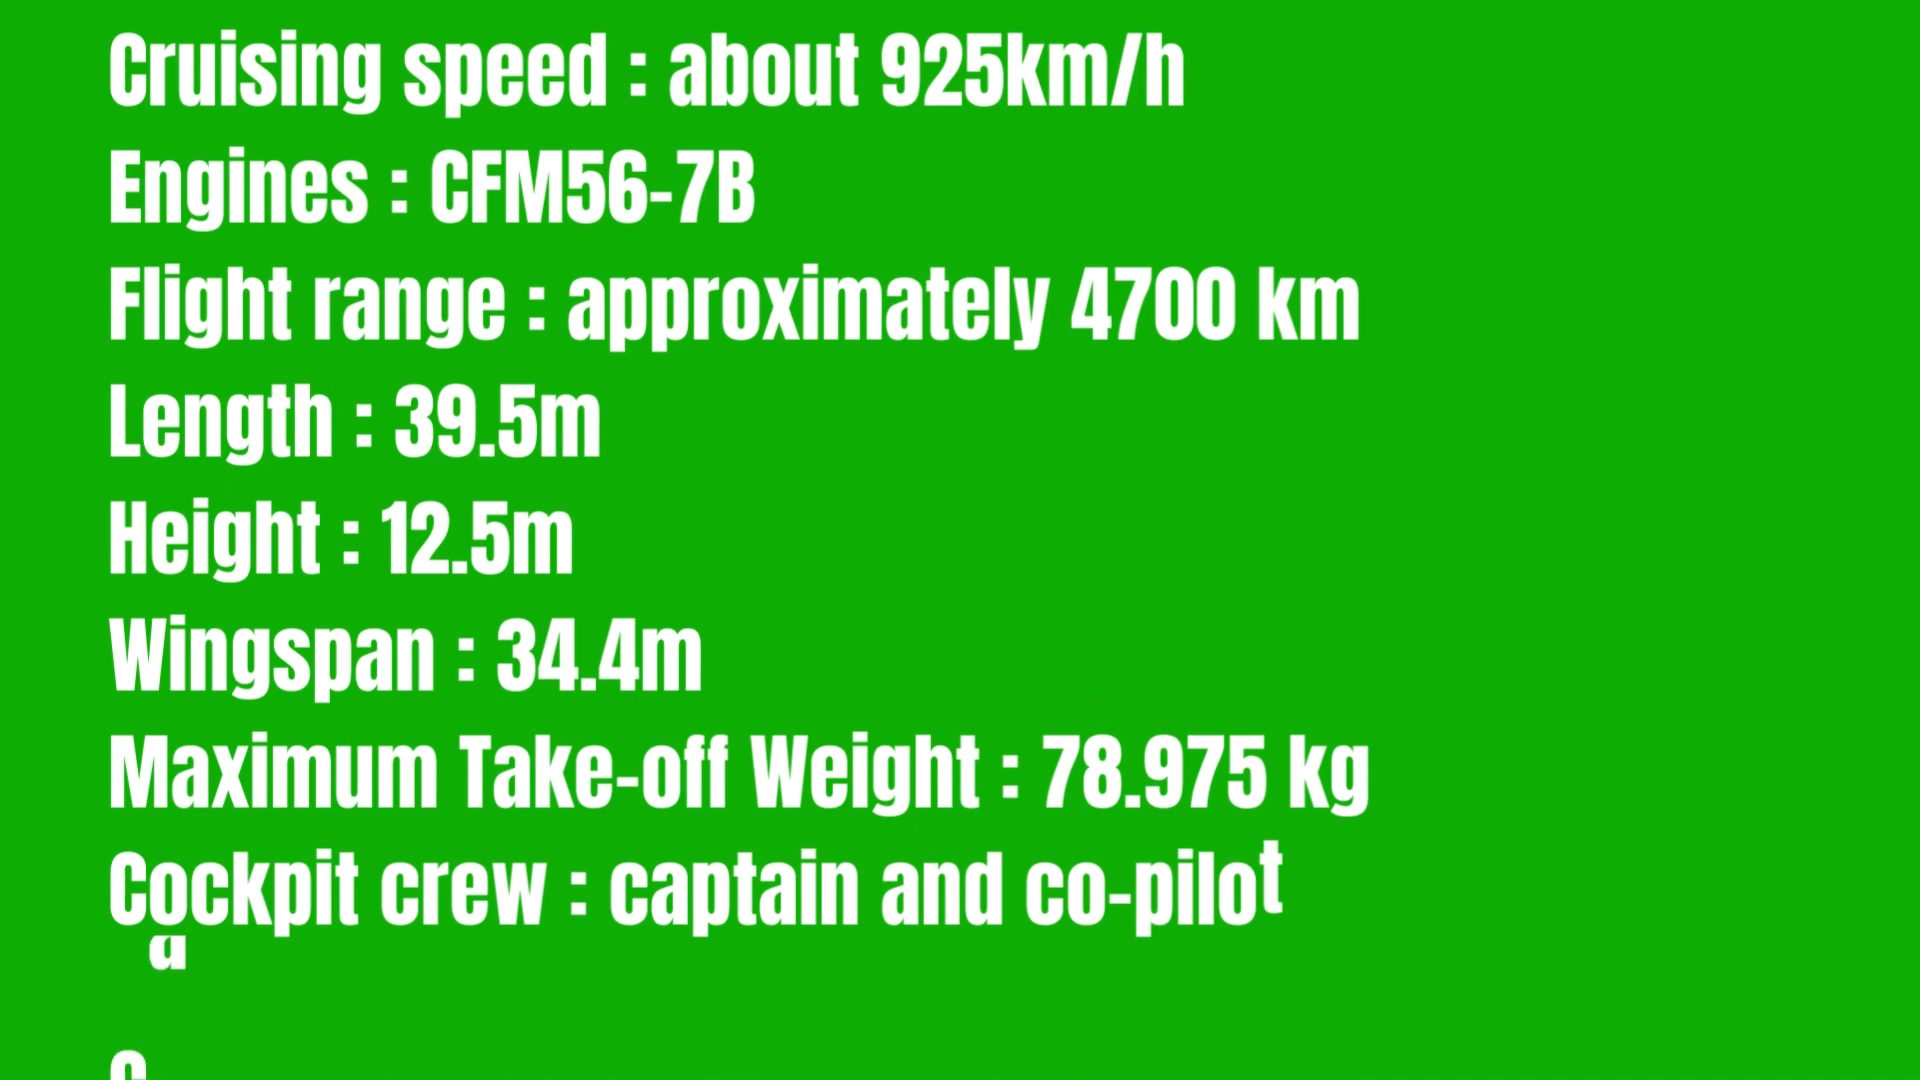 Cruising speed : about 925km/h
Engines : CFM56-7B
Flight range : approximately 4700 km
Length : 39.5m
Height : 12.5m
Wingspan : 34.4m
Maximum Take-off Weight : 78.975 kg
Cockpit crew : captain and co-pilot